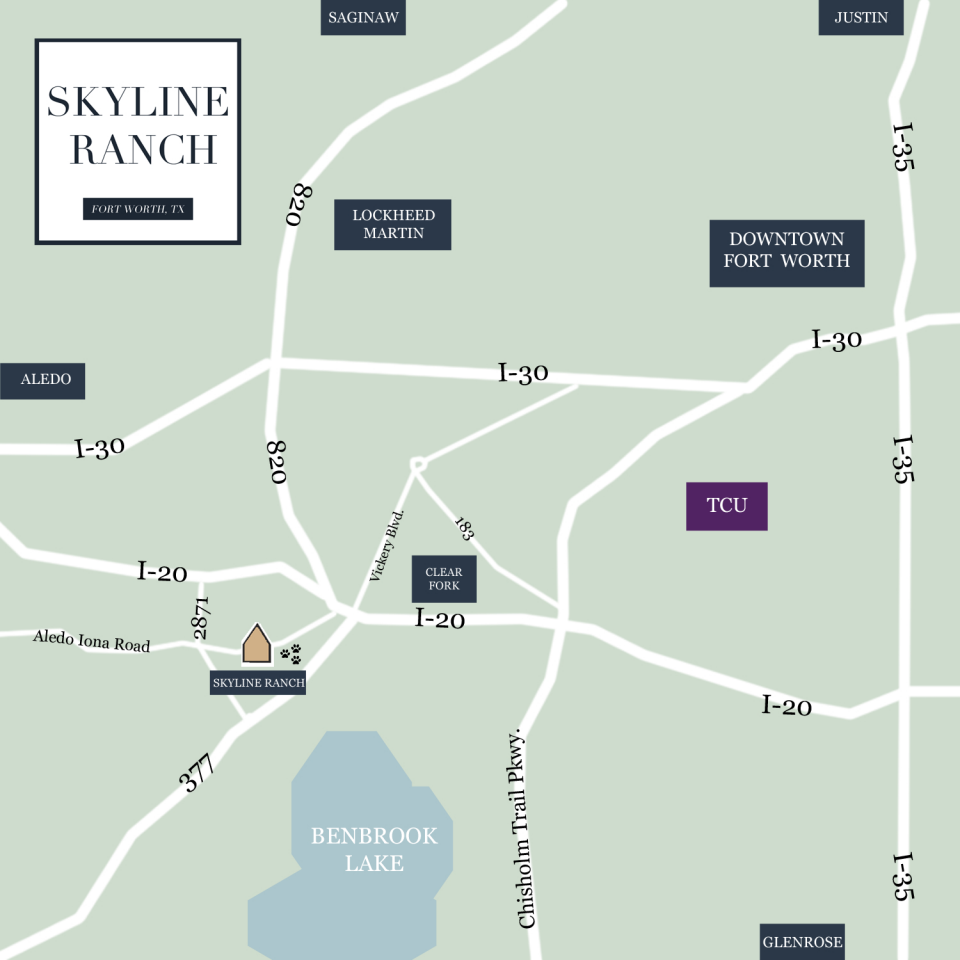 SAGINAW
JUSTIN
SKYLINE
RANCH
FORT WORTH, TX
I-35
820
LOCKHEED
MARTIN
DOWNTOWN
FORT WORTH
I-30
I-30
ALEDO
I-30
820
I-35
TCU
183
Vickery Blvd.
CLEAR
FORK
I-20
2871
I-20
Aledo Iona Road
SKYLINE RANCH
I-20
377
Chisholm Trail Pkwy.
BENBROOK
LAKE
I-35
GLENROSE